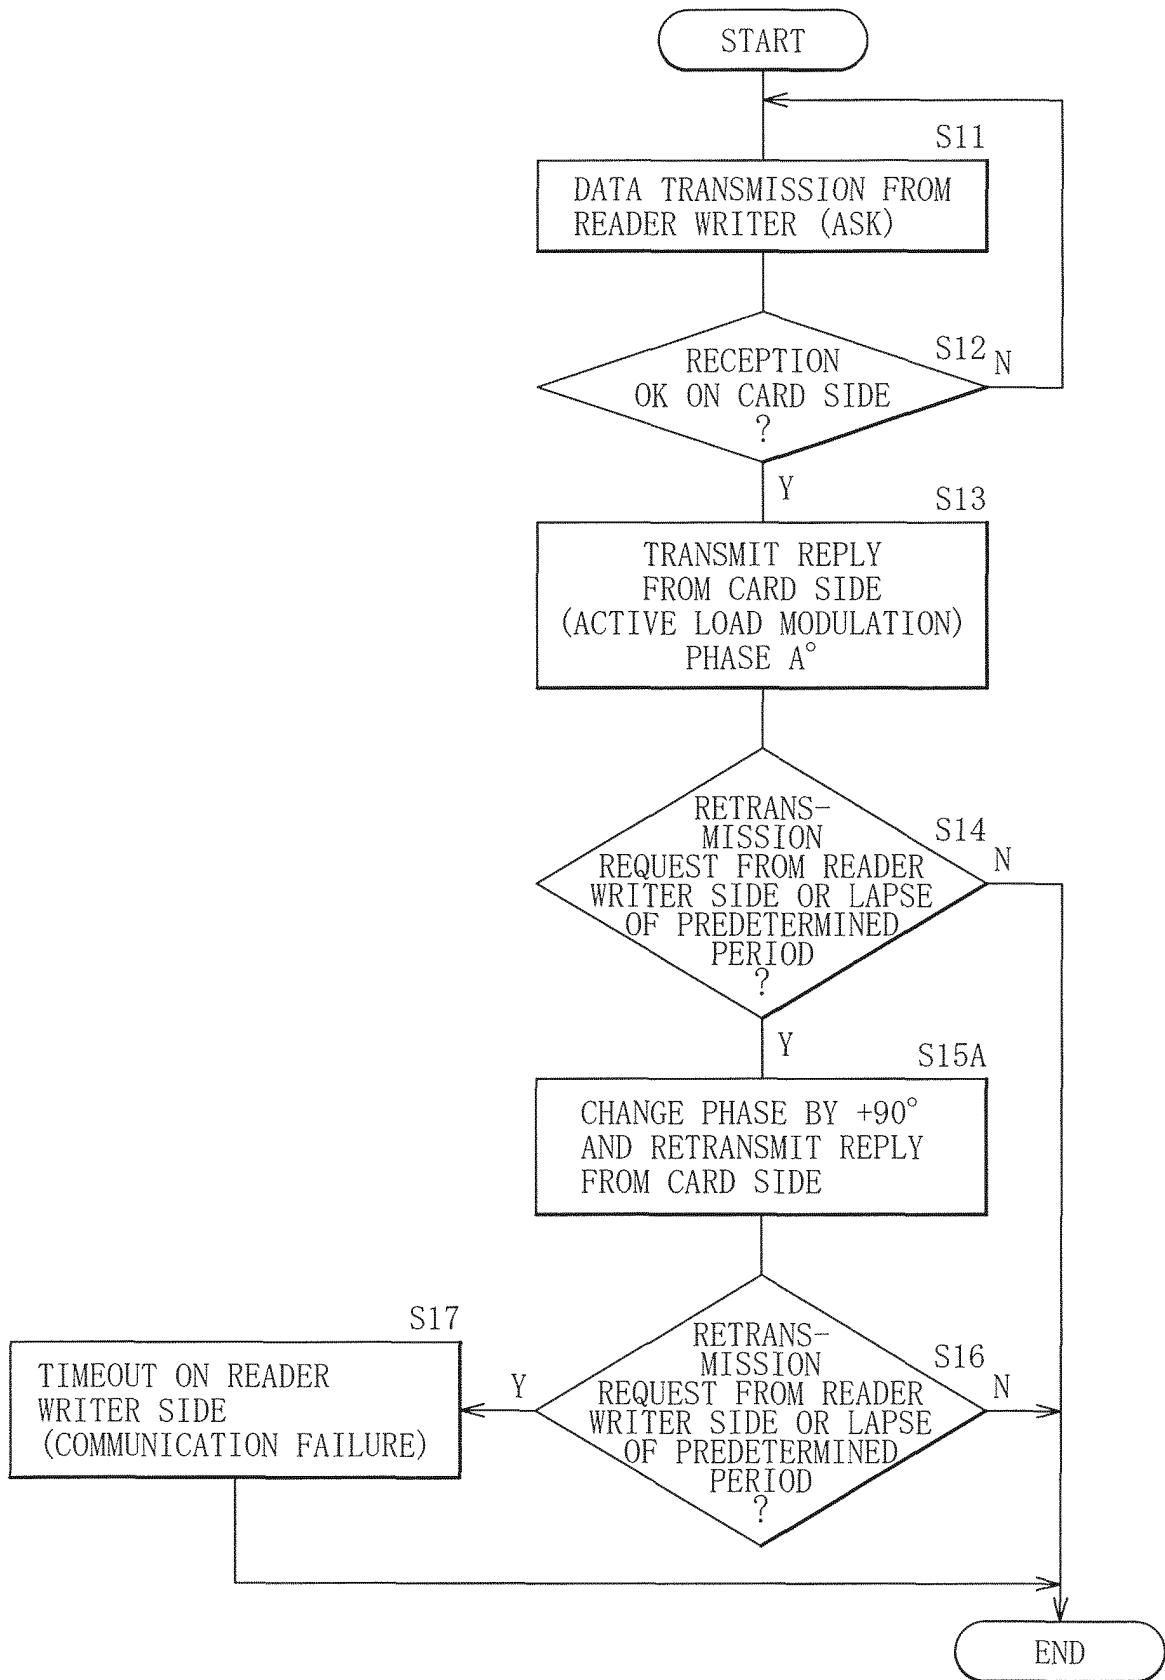 START
S11
DATA TRANSMISSION FROM
READER WRITER (ASK)
S12
N
RECEPTION
OK ON CARD SIDE
?
Y
S13
TRANSMIT REPLY
FROM CARD SIDE
(ACTIVE LOAD MODULATION)
PHASE A°
S14
N
RETRANS-
MISSION
REQUEST FROM READER
WRITER SIDE OR LAPSE
OF PREDETERMINED
PERIOD
?
Y
S15A
CHANGE PHASE BY +90°
AND RETRANSMIT REPLY
FROM CARD SIDE
S16
N
RETRANS-
MISSION
REQUEST FROM READER
WRITER SIDE OR LAPSE
OF PREDETERMINED
PERIOD
?
Y
S17
TIMEOUT ON READER
WRITER SIDE
(COMMUNICATION FAILURE)
END